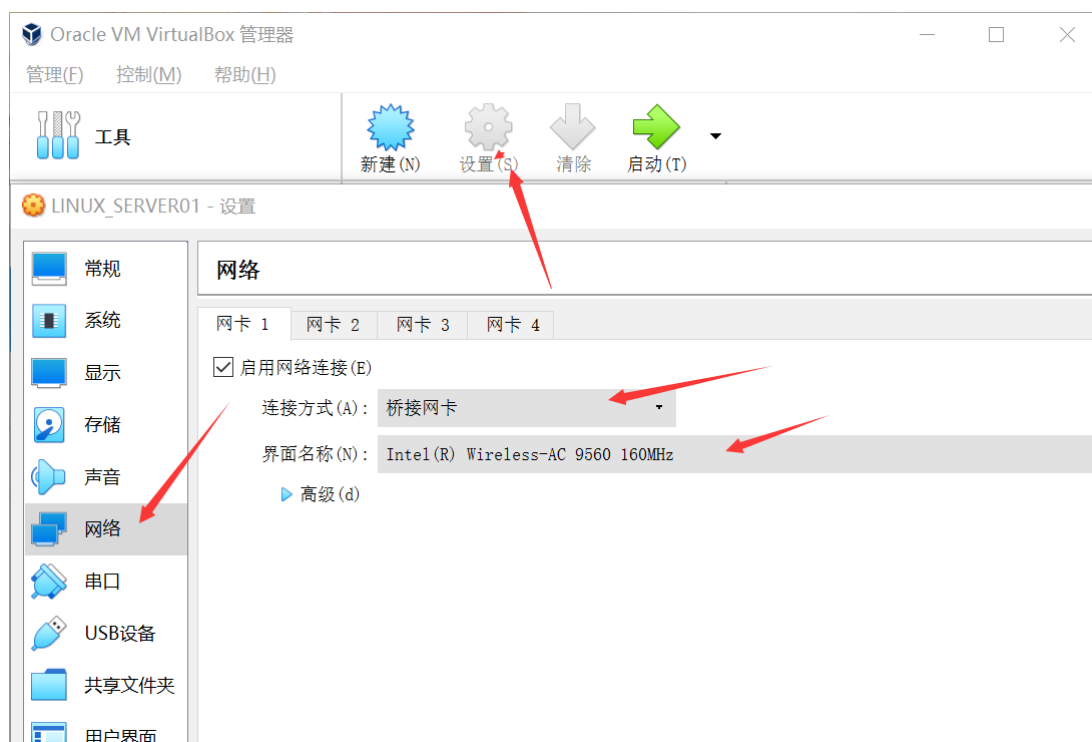 Oracle VM VirtualBox 管理器
管理(F) 控制(M) 帮助(H)
工具
新建(N) 设置(S) 清除 启动(T)
LINUX_SERVER01 - 设置
常规
系统
显示
存储
声音
网络
串口
USB设备
共享文件夹
用户界面
网络
网卡 1 网卡 2 网卡 3 网卡 4
启用网络连接(E)
连接方式(A): 桥接网卡
界面名称(N): Intel(R) Wireless-AC 9560 160MHz
高级(d)